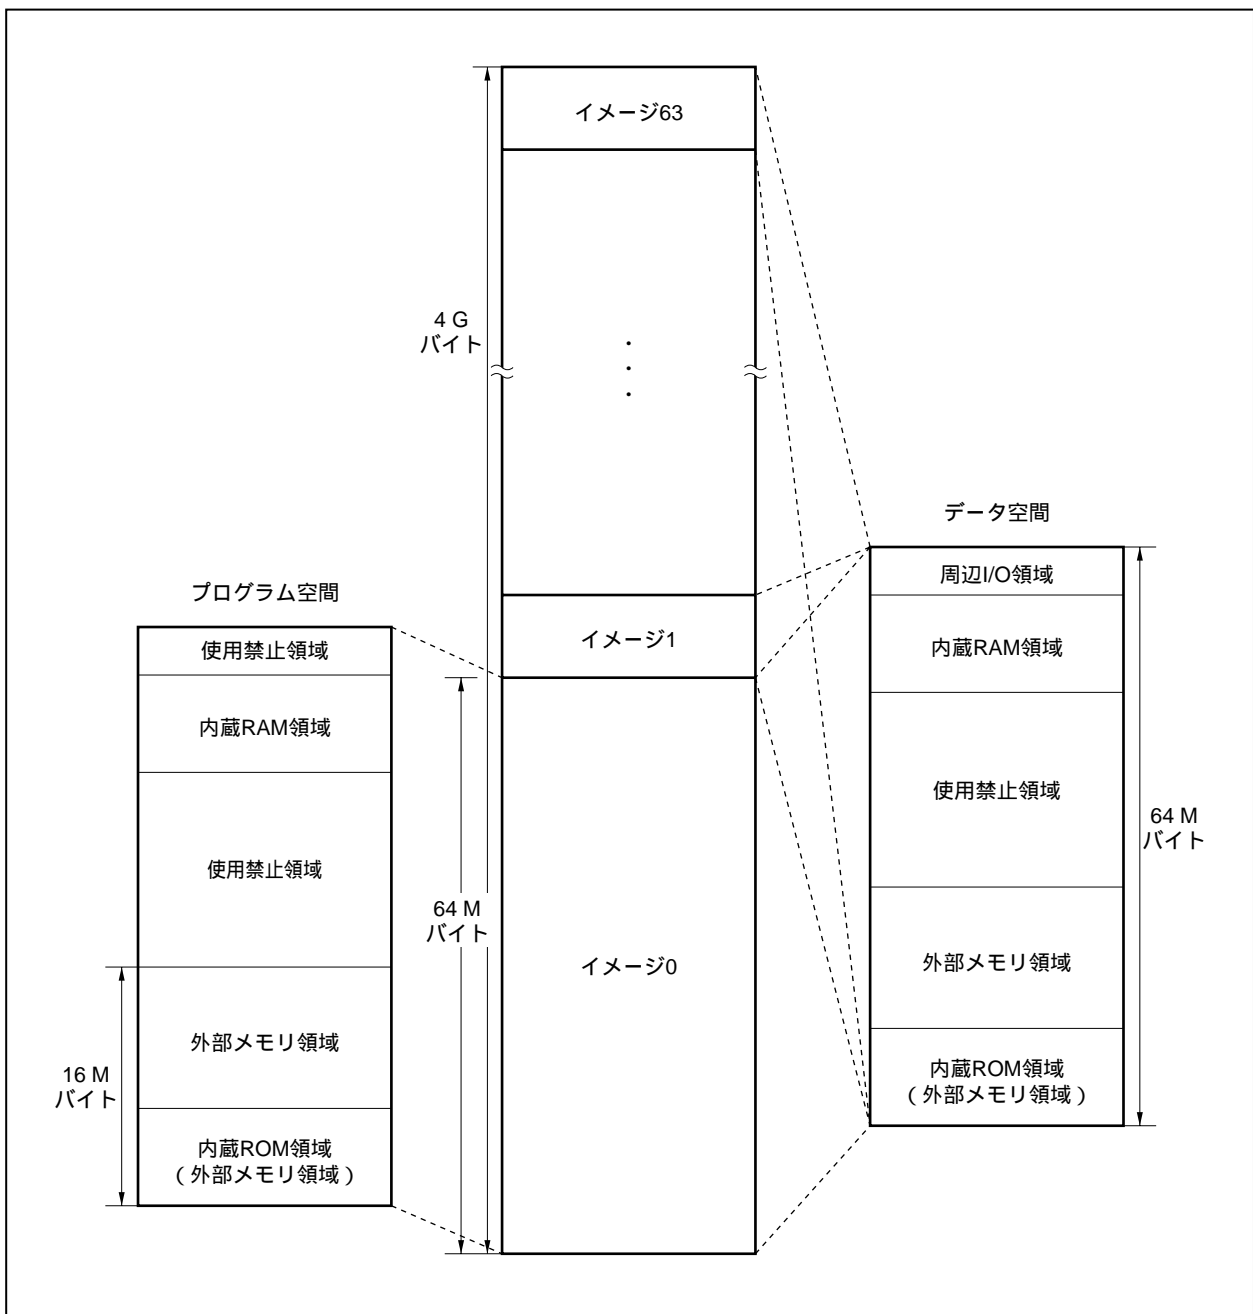 イメージ63
4 G
バイト
・
・
・
データ空間
周辺I/O領域
プログラム空間
イメージ1
使用禁止領域
内蔵RAM領域
内蔵RAM領域
使用禁止領域
64 M
バイト
使用禁止領域
64 M
バイト
イメージ0
外部メモリ領域
外部メモリ領域
16 M
バイト
内蔵ROM領域
(外部メモリ領域)
内蔵ROM領域
(外部メモリ領域)